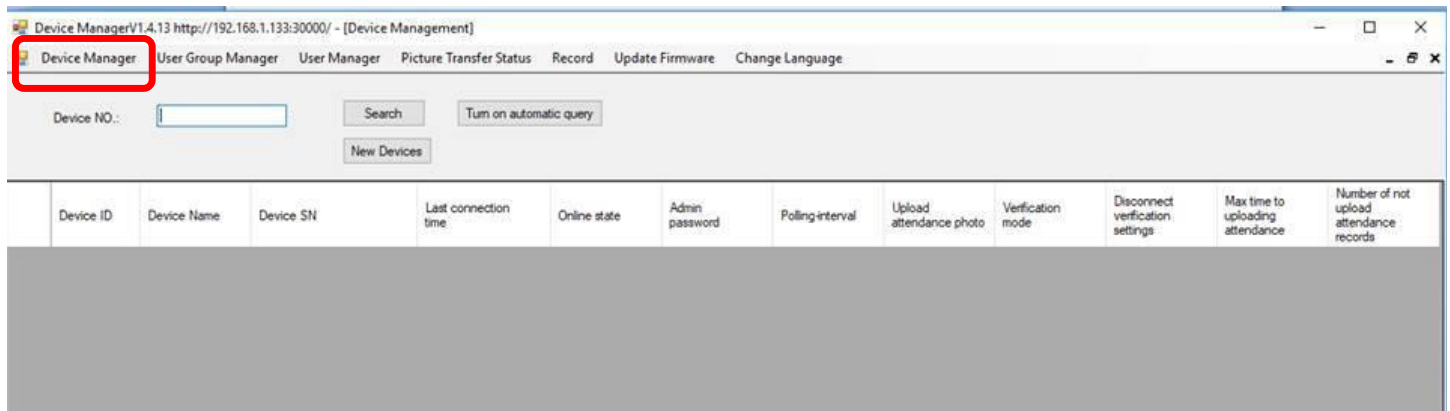 Device ManagerV1.4.13 http://192.168.1.133:30000/ - [Device Management]
Device Manager User Group Manager User Manager Picture Transfer Status Record Update Firmware Change Language
Device NO.: Search Turn on automatic query
New Devices
Device ID Device Name Device SN Last connection time Online state Admin password Polling-interval Upload attendance photo Verification mode Disconnect verification settings Max time to uploading attendance Number of not upload attendance records